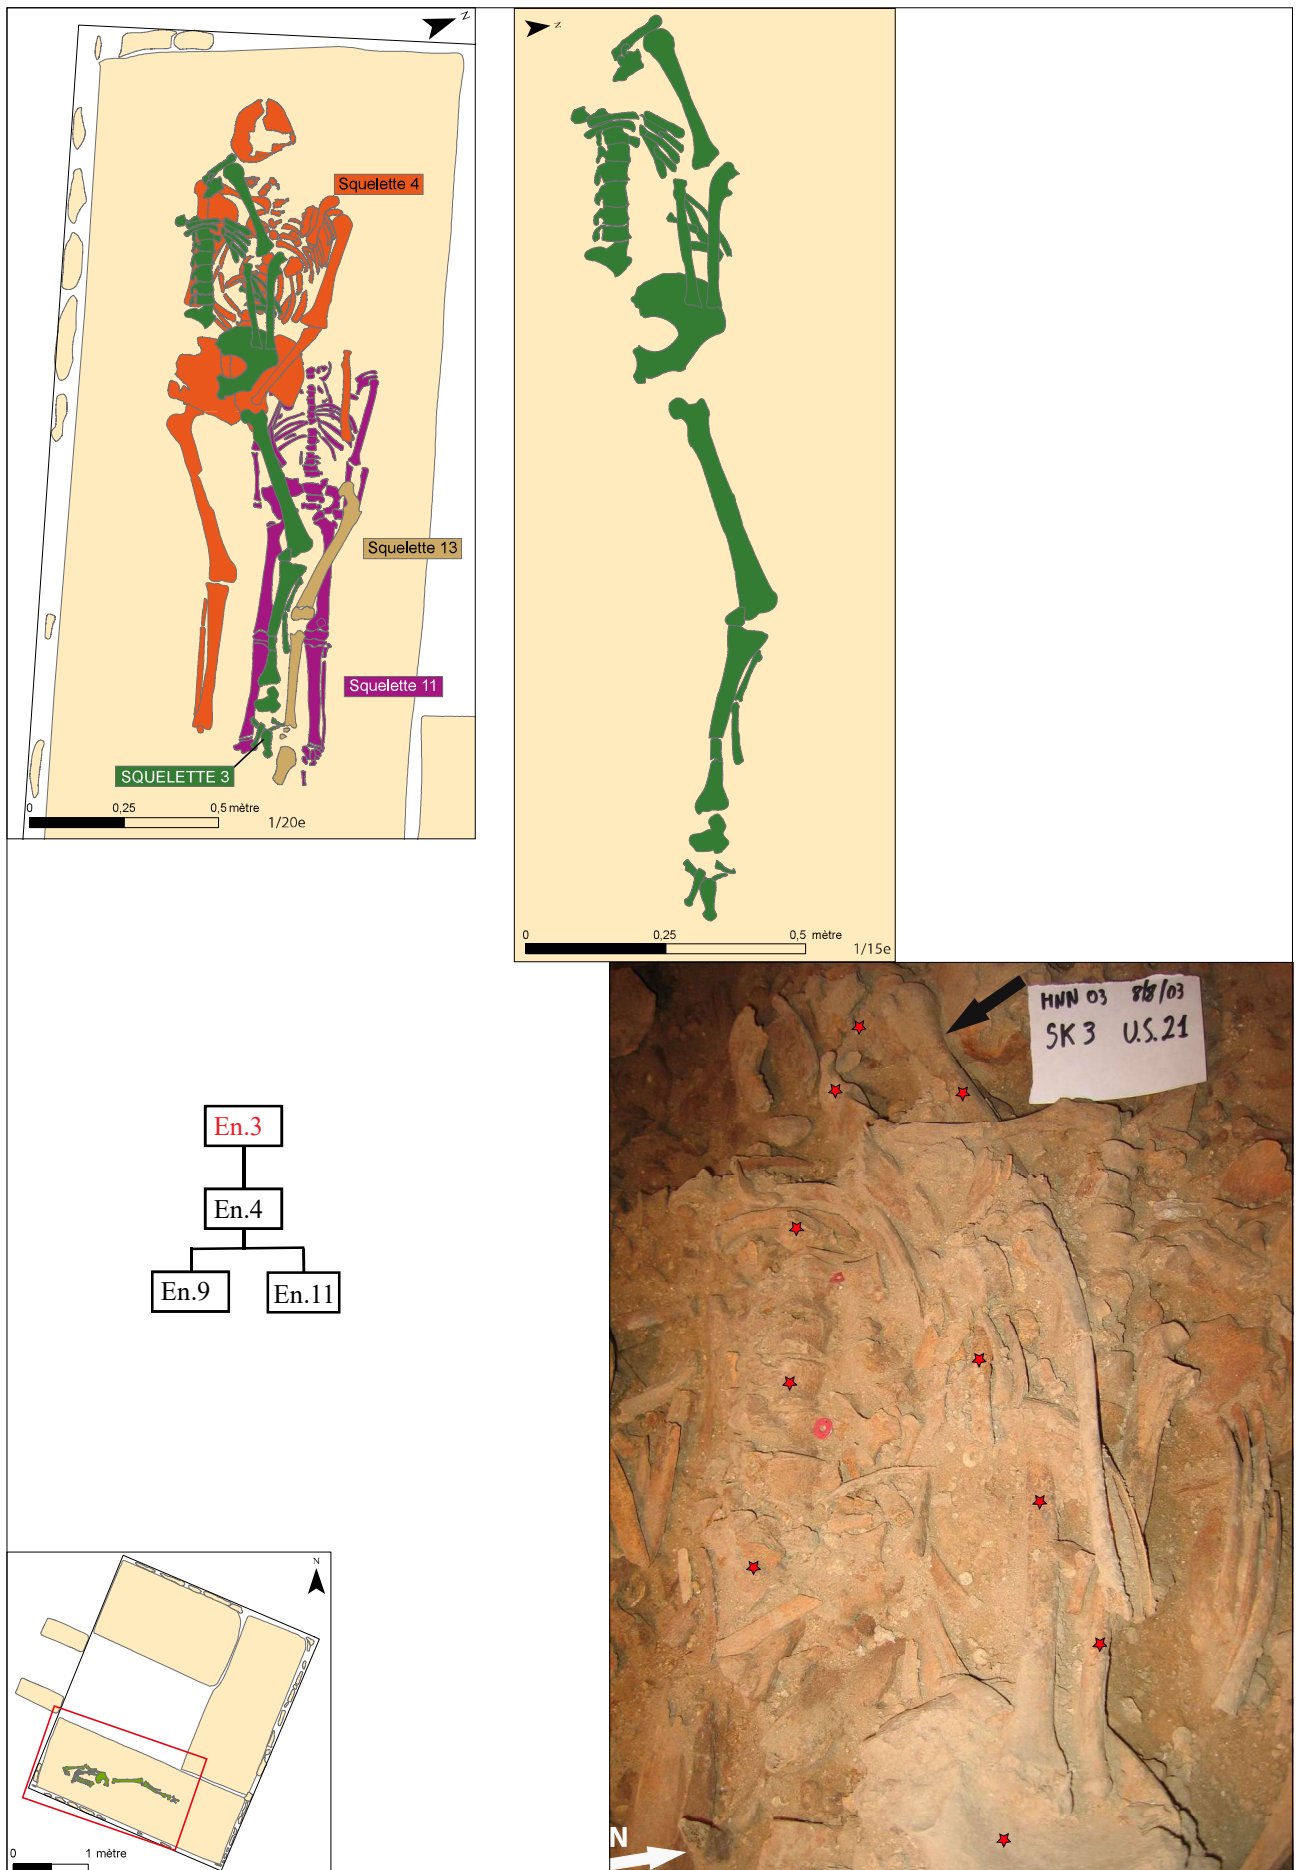 N
Squelette 4
Squelette 13
Squelette 11
SQUELETTE 3
0 0,25 0,5 mètre
1/20e
N
0 0,25 0,5 mètre
1/15e
HNN 03 8/8/03
SK 3 U.S.21
N
En.3
En.4
En.9 En.11
N
0 1 mètre